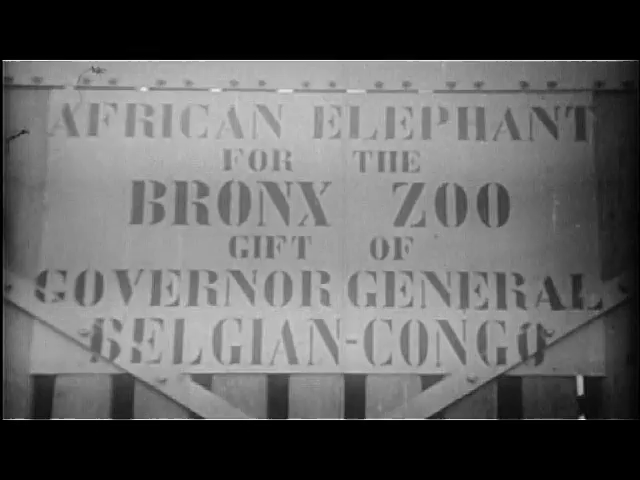 AFRICAN ELEPHANT
FOR THE
BRONX ZOO
GIFT OF
GOVERNOR GENERAL
BELGIAN-CONGO